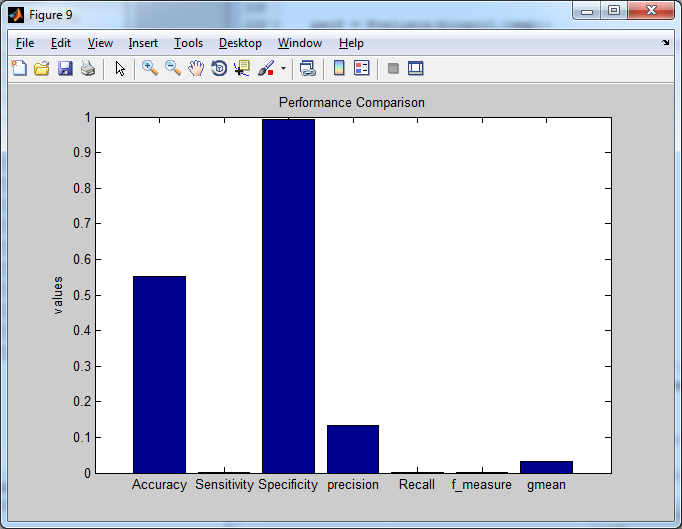 Figure 9
File Edit View Insert Tools Desktop Window Help
Performance Comparison
1
0.9
0.8
0.7
0.6
0.5
0.4
0.3
0.2
0.1
0
values
Accuracy Sensitivity Specificity precision Recall f_measure gmean